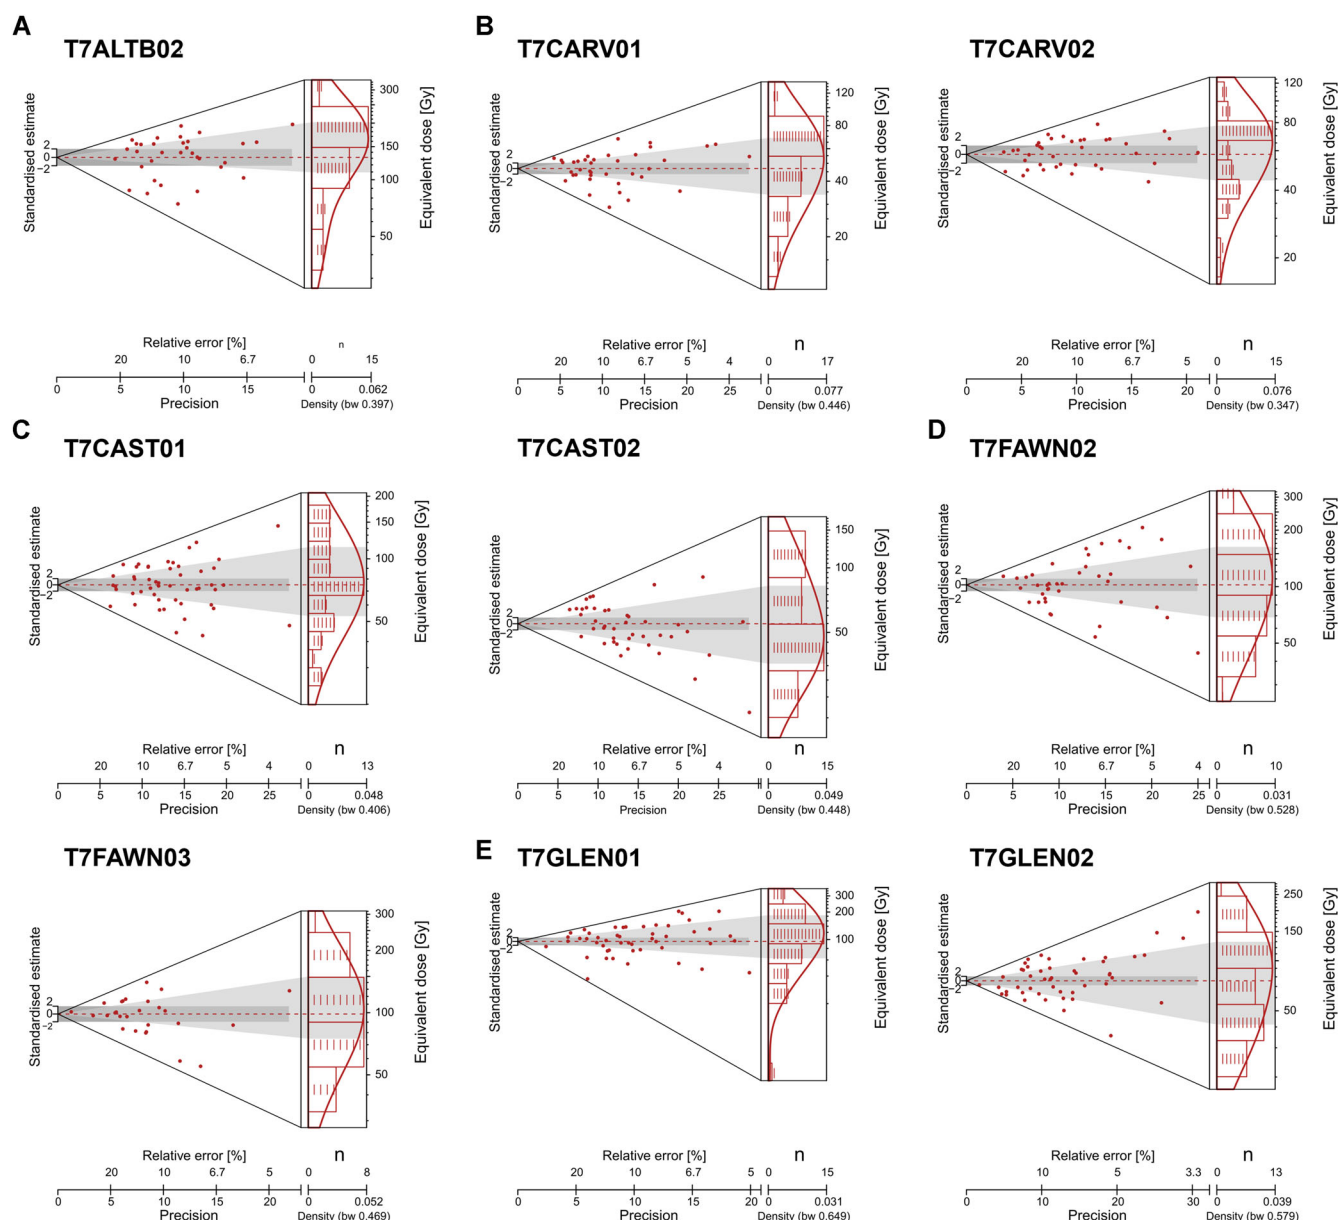 A
T7ALTB02
Standardised estimate
2
0
−2
300
150
100
50
Equivalent dose [Gy]
Relative error [%]
20 10 6.7
0 5 10 15
Precision
n
0 15
0 0.062
Density (bw 0.397)
B
T7CARV01
Standardised estimate
2
0
−2
120
80
40
20
Equivalent dose [Gy]
Relative error [%]
20 10 6.7 5 4
0 5 10 15 20 25
Precision
n
0 17
0 0.077
Density (bw 0.446)
T7CARV02
Standardised estimate
2
0
−2
120
80
40
20
Equivalent dose [Gy]
Relative error [%]
20 10 6.7 5
0 5 10 15 20
Precision
n
0 15
0 0.076
Density (bw 0.347)
C
T7CAST01
Standardised estimate
2
0
−2
200
150
100
50
Equivalent dose [Gy]
Relative error [%]
20 10 6.7 5 4
0 5 10 15 20 25
Precision
n
0 13
0 0.048
Density (bw 0.406)
T7CAST02
Standardised estimate
2
0
−2
150
100
50
Equivalent dose [Gy]
Relative error [%]
20 10 6.7 5 4
0 5 10 15 20 28
Precision
n
0 15
0 0.049
Density (bw 0.448)
D
T7FAWN02
Standardised estimate
2
0
−2
300
200
100
50
Equivalent dose [Gy]
Relative error [%]
20 10 6.7 5 4
0 5 10 15 20 25
Precision
n
0 10
0 0.031
Density (bw 0.528)
T7FAWN03
Standardised estimate
2
0
−2
300
200
100
50
Equivalent dose [Gy]
Relative error [%]
20 10 6.7 5
0 5 10 15 20
Precision
n
0 8
0 0.052
Density (bw 0.469)
E
T7GLEN01
Standardised estimate
2
0
−2
300
200
100
Equivalent dose [Gy]
Relative error [%]
20 10 6.7 5
0 5 10 15 20
Precision
n
0 15
0 0.031
Density (bw 0.649)
T7GLEN02
Standardised estimate
2
0
−2
250
150
50
Equivalent dose [Gy]
Relative error [%]
10 5 3.3
0 10 20 30
Precision
n
0 13
0 0.039
Density (bw 0.579)